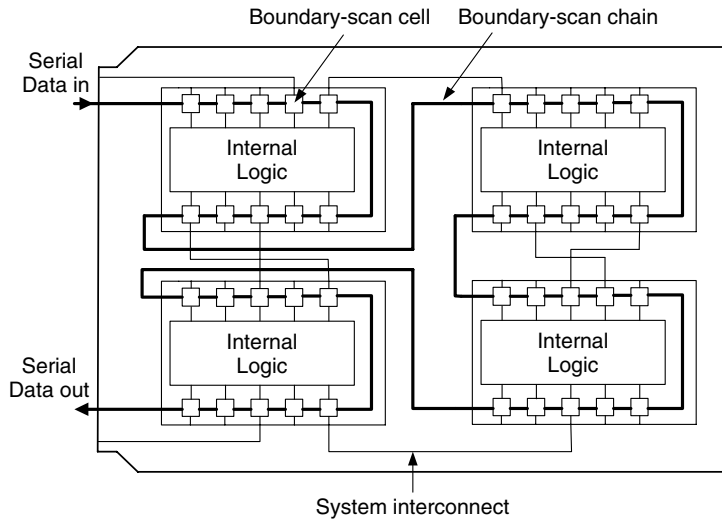 Boundary-scan cell
Boundary-scan chain
Serial
Data in
Internal
Logic
Internal
Logic
Internal
Logic
Internal
Logic
Serial
Data out
System interconnect